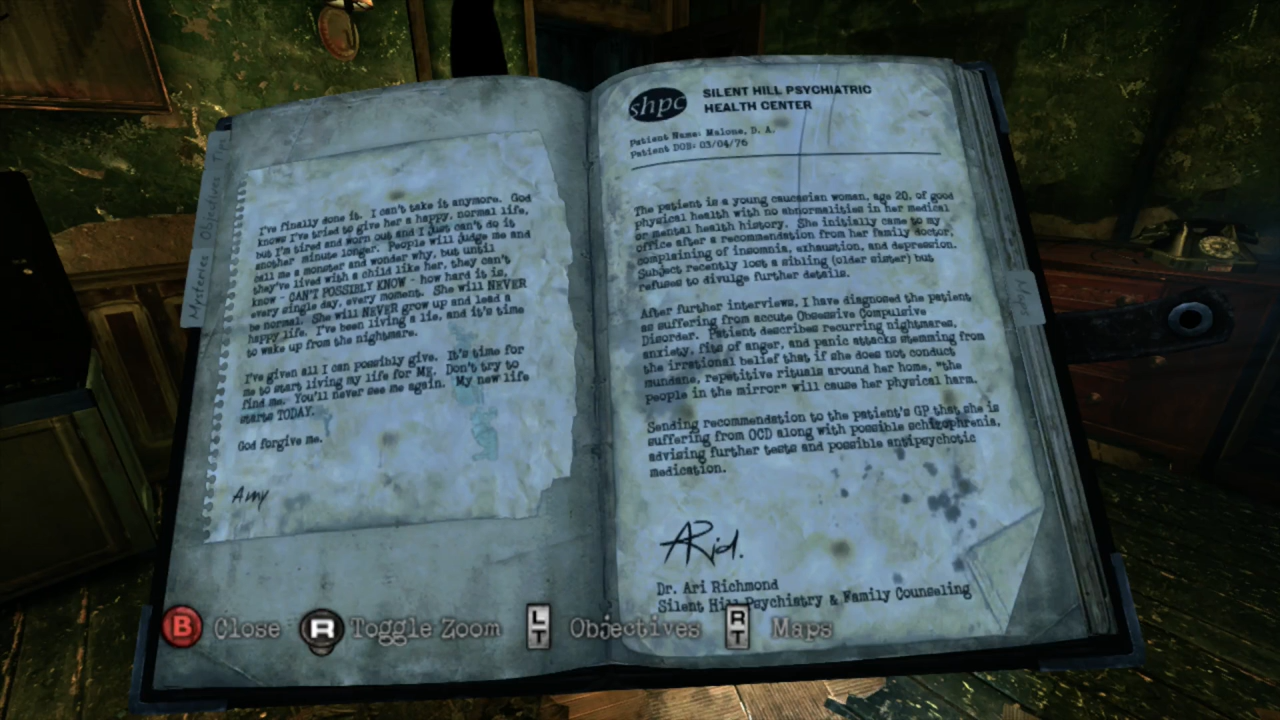 Mysteries
Objectives
I've finally done it. I can't take it anymore. God
knows I've tried to give her a happy, normal life,
but I'm tired and worn out and I just can't do it
another minute longer. People will judge me and
call me a monster and wonder why, but until
they've lived with a child like her, they can't
know - CAN'T POSSIBLY KNOW - how hard it is,
every single day, every moment. She will NEVER
be normal. She will NEVER grow up and lead a
happy life. I've been living a lie, and it's time
to wake up from the nightmare.
I've given all I can possibly give. It's time for
me to start living my life for ME. Don't try to
find me. You'll never see me again. My new life
starts TODAY.
God forgive me.
Amy
shpc
SILENT HILL PSYCHIATRIC
HEALTH CENTER
Patient Name: Malone, D. A.
Patient DOB: 03/04/76
The patient is a young caucasian woman, age 20, of good
physical health with no abnormalities in her medical
or mental health history. She initially came to my
office after a recommendation from her family doctor,
complaining of insomnia, exhaustion, and depression.
Subject recently lost a sibling (older sister) but
refuses to divulge further details.
After further interviews, I have diagnosed the patient
as suffering from accute Obsessive Compulsive
Disorder. Patient describes recurring nightmares,
anxiety, fits of anger, and panic attacks stemming from
the irrational belief that if she does not conduct
mundane, repetitive rituals around her home, "the
people in the mirror" will cause her physical harm.
Sending recommendation to the patient's GP that she is
suffering from OCD along with possible schizophrenia,
advising further tests and possible antipsychotic
medication.
ARid.
Dr. Ari Richmond
Silent Hill Psychistry & Family Counseling
Maps
B Close
R Toggle Zoom
LT Objectives
RT Maps